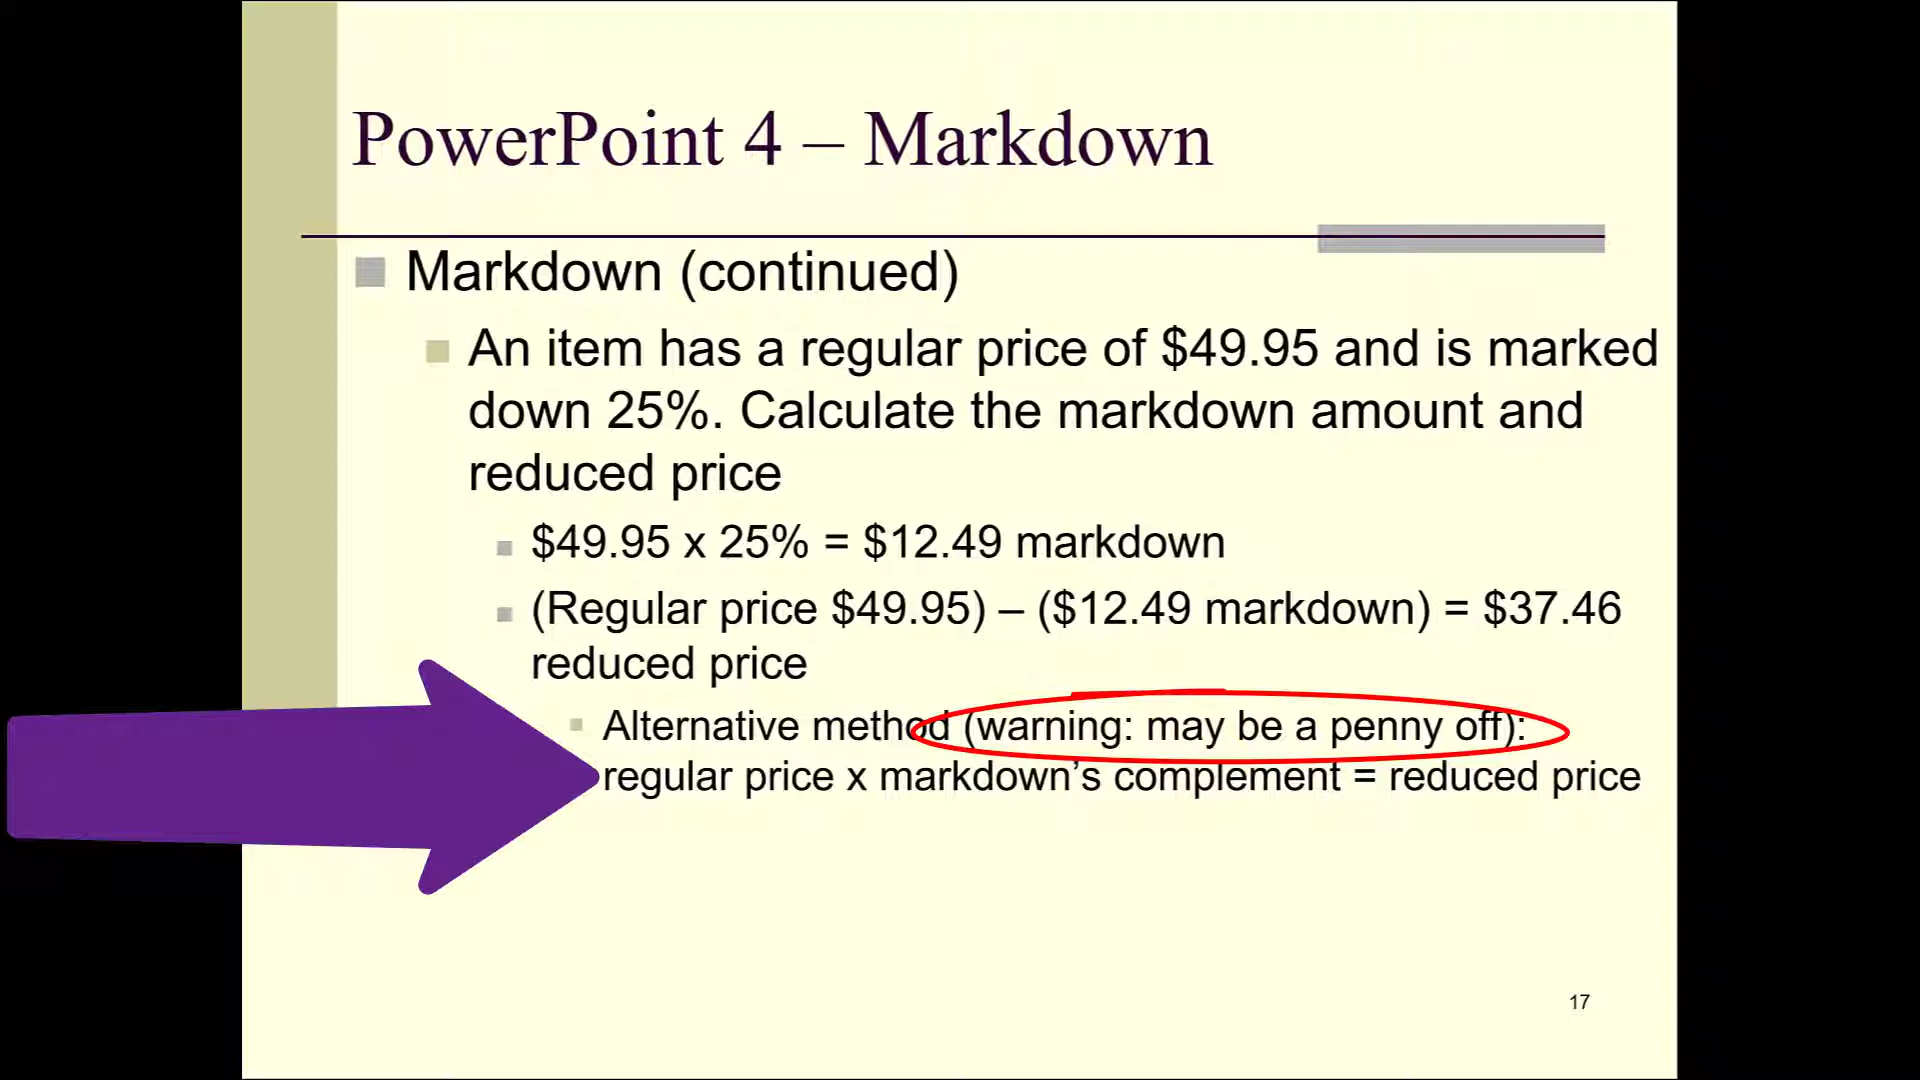 PowerPoint 4 – Markdown
Markdown (continued)
An item has a regular price of $49.95 and is marked
down 25%. Calculate the markdown amount and
reduced price
$49.95 x 25% = $12.49 markdown
(Regular price $49.95) – ($12.49 markdown) = $37.46
reduced price
Alternative method (warning: may be a penny off):
regular price x markdown’s complement = reduced price
17